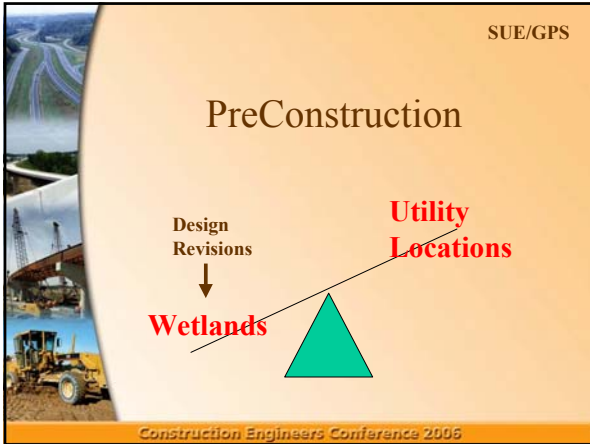 SUE/GPS
PreConstruction
Design
Revisions
Utility
Locations
Wetlands
Construction Engineers Conference 2006